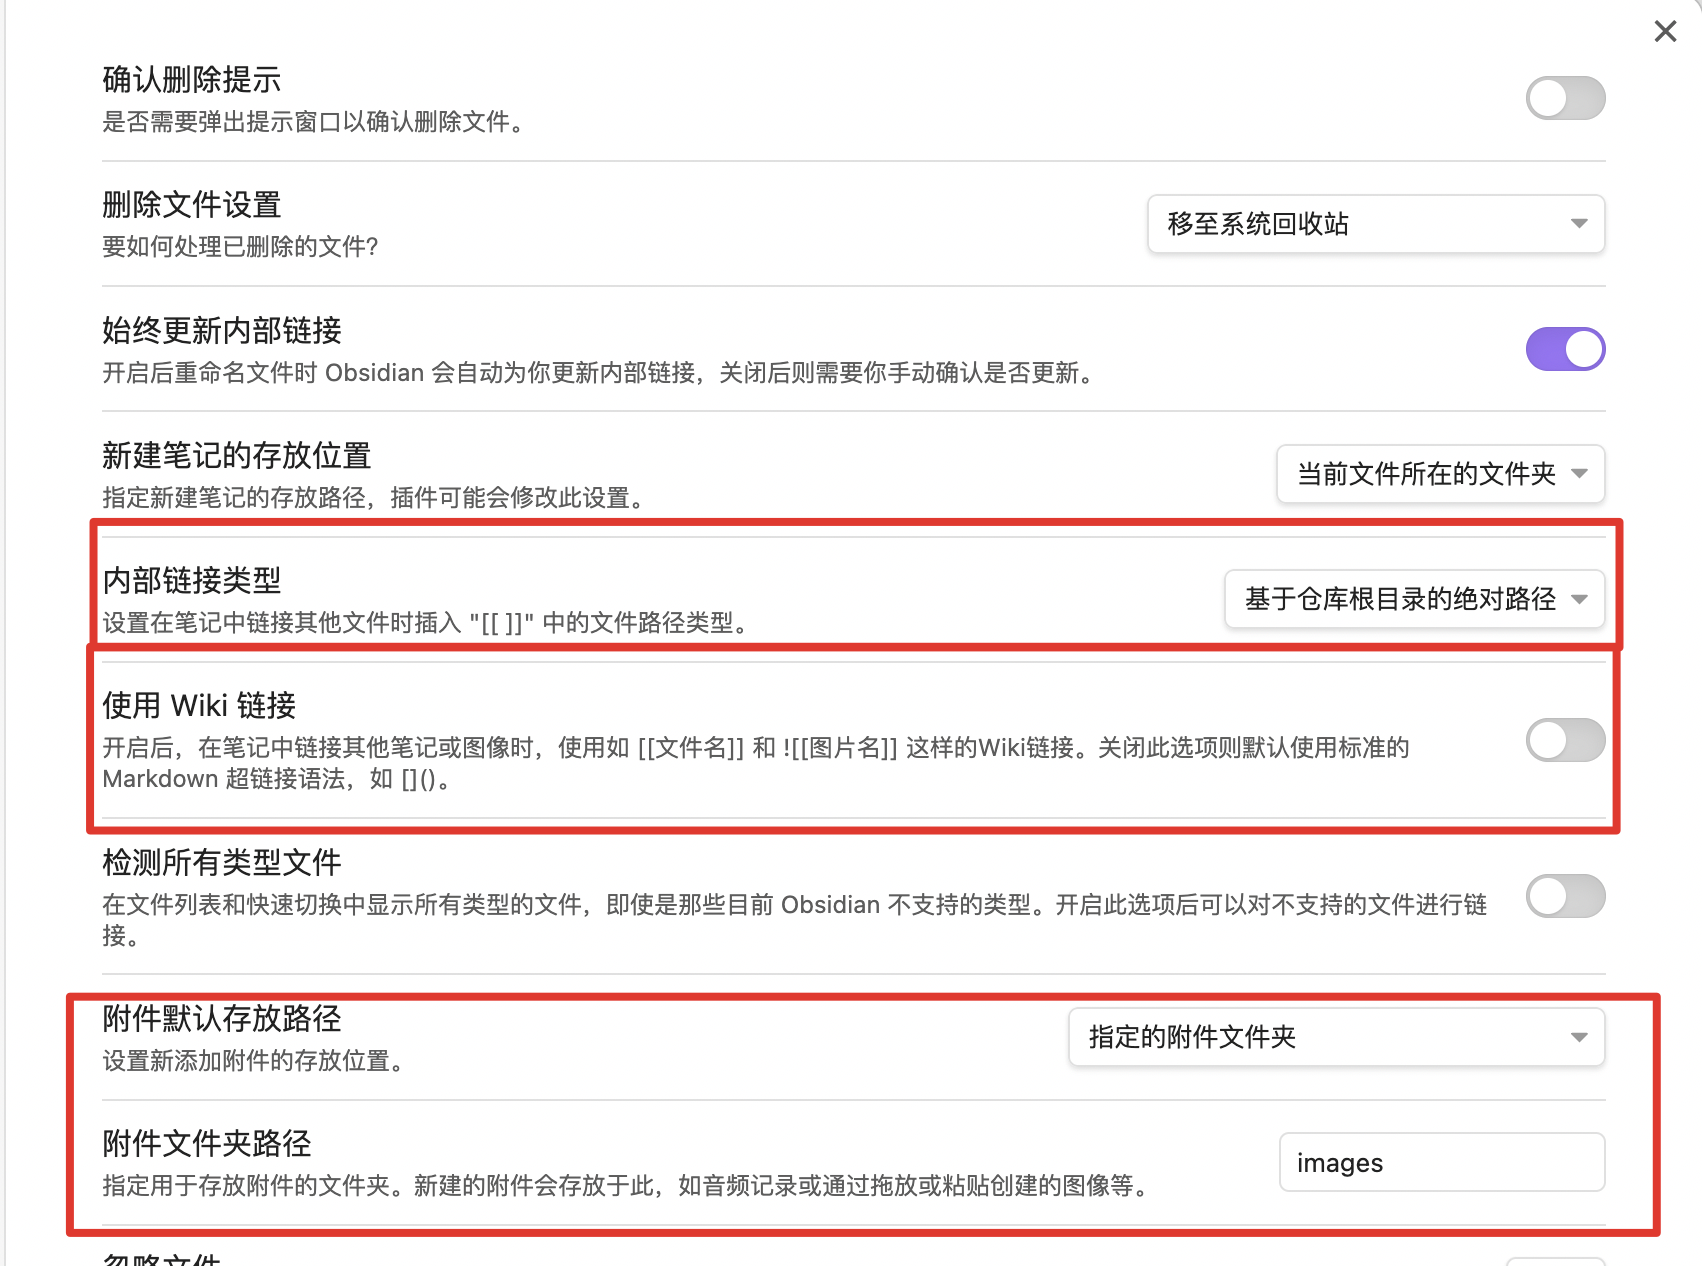 确认删除提示
是否需要弹出提示窗口以确认删除文件。
删除文件设置
要如何处理已删除的文件?
移至系统回收站
始终更新内部链接
开启后重命名文件时 Obsidian 会自动为你更新内部链接，关闭后则需要你手动确认是否更新。
新建笔记的存放位置
指定新建笔记的存放路径，插件可能会修改此设置。
当前文件所在的文件夹
内部链接类型
设置在笔记中链接其他文件时插入 "[[ ]]" 中的文件路径类型。
基于仓库根目录的绝对路径
使用 Wiki 链接
开启后，在笔记中链接其他笔记或图像时，使用如 [[文件名]] 和 ![[图片名]] 这样的Wiki链接。关闭此选项则默认使用标准的
Markdown 超链接语法，如 []()。
检测所有类型文件
在文件列表和快速切换中显示所有类型的文件，即使是那些目前 Obsidian 不支持的类型。开启此选项后可以对不支持的文件进行链
接。
附件默认存放路径
设置新添加附件的存放位置。
指定的附件文件夹
附件文件夹路径
指定用于存放附件的文件夹。新建的附件会存放于此，如音频记录或通过拖放或粘贴创建的图像等。
images
忽略文件